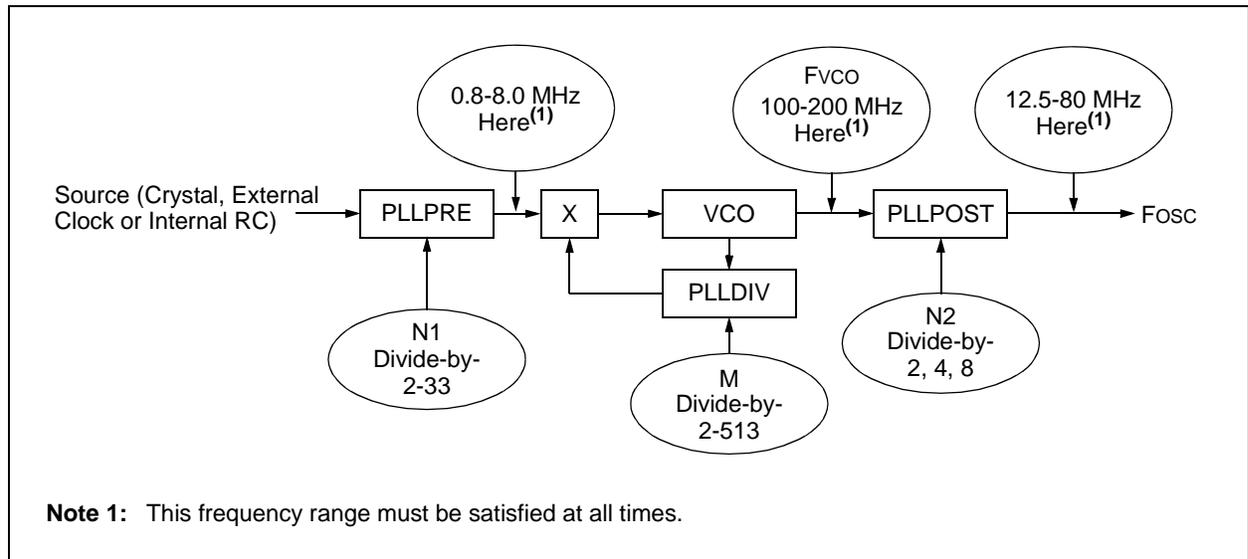 0.8-8.0 MHz
Here(1)
FVCO
100-200 MHz
Here(1)
12.5-80 MHz
Here(1)
Source (Crystal, External
Clock or Internal RC)
PLLPRE
X
VCO
PLLPOST
FOSC
PLLDIV
N1
Divide-by-
2-33
M
Divide-by-
2-513
N2
Divide-by-
2, 4, 8
Note 1: This frequency range must be satisfied at all times.